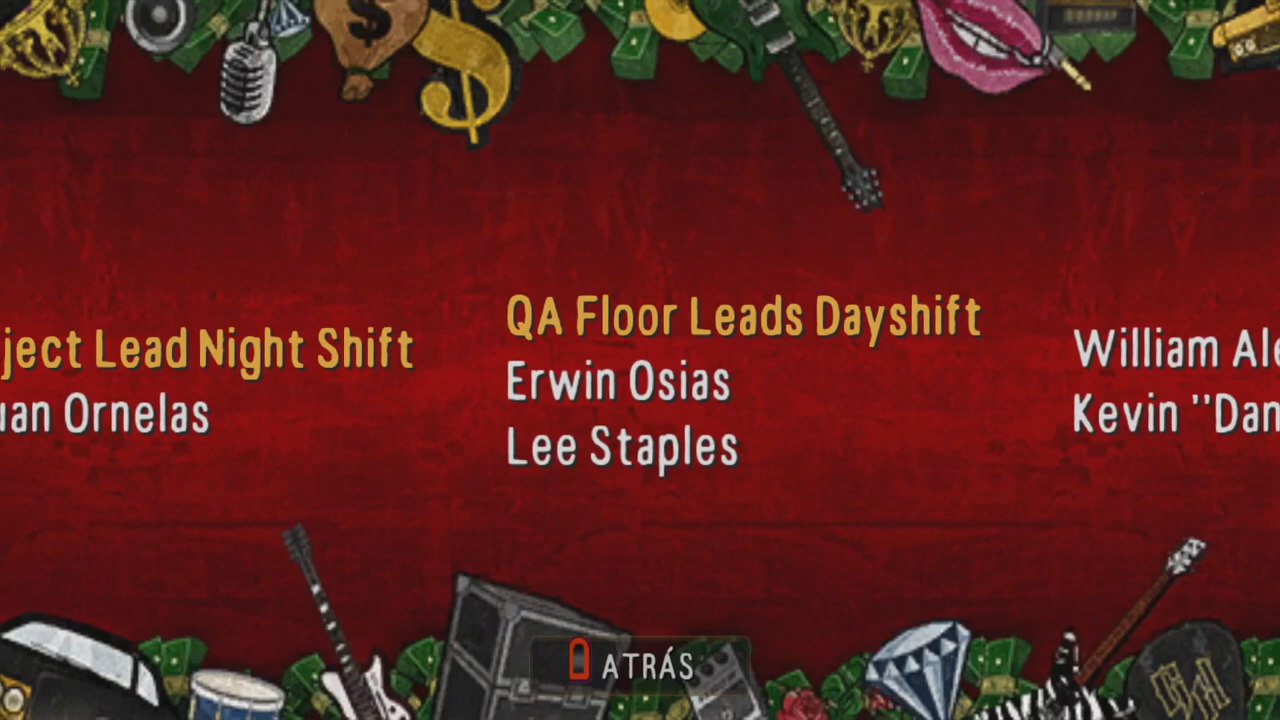 ject Lead Night Shift
uan Ornelas
QA Floor Leads Dayshift
Erwin Osias
Lee Staples
William Ale
Kevin "Dan
ATRÁS